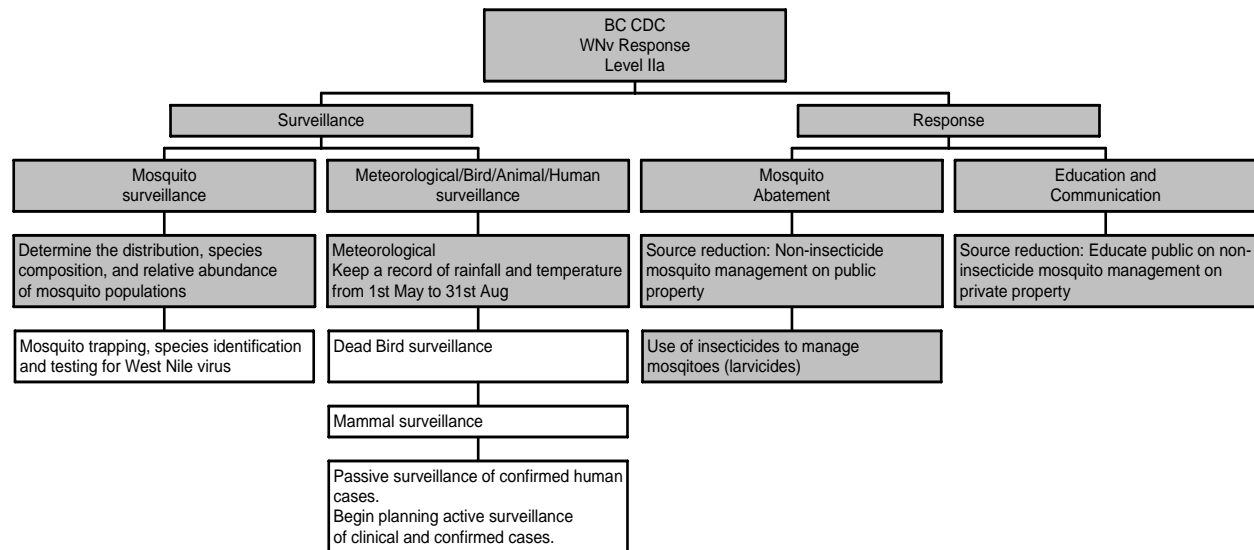 BC CDC
WNv Response
Level IIa
Surveillance
Response
Mosquito
surveillance
Meteorological/Bird/Animal/Human
surveillance
Mosquito
Abatement
Education and
Communication
Determine the distribution, species
composition, and relative abundance
of mosquito populations
Meteorological
Keep a record of rainfall and temperature
from 1st May to 31st Aug
Source reduction: Non-insecticide
mosquito management on public
property
Source reduction: Educate public on non-
insecticide mosquito management on
private property
Mosquito trapping, species identification
and testing for West Nile virus
Dead Bird surveillance
Use of insecticides to manage
mosqitoes (larvicides)
Mammal surveillance
Passive surveillance of confirmed human
cases.
Begin planning active surveillance
of clinical and confirmed cases.